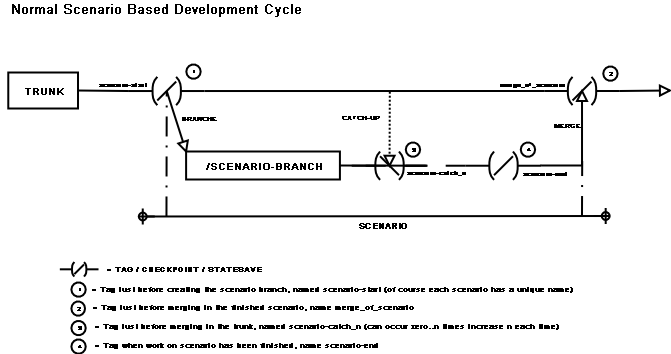 Normal Scenario Based Development Cycle
1
2
scenario-start
merge_of_scenario
TRUNK
BRANCHE
CATCH-UP
MERGE
3
4
/SCENARIO-BRANCH
scenario-catch_n
scenario-end
SCENARIO
= TAG / CHECKPOINT / STATESAVE
1 = Tag just before creating the scenario branch, named scenario-start (of course each scenario has a unique name)
2 = Tag just before merging in the finished scenario, name merge_of_scenario
3 = Tag just before merging in the trunk, named scenario-catch_n (can occur zero..n times increase n each time)
4 = Tag when work on scenario has been finished, name scenario-end